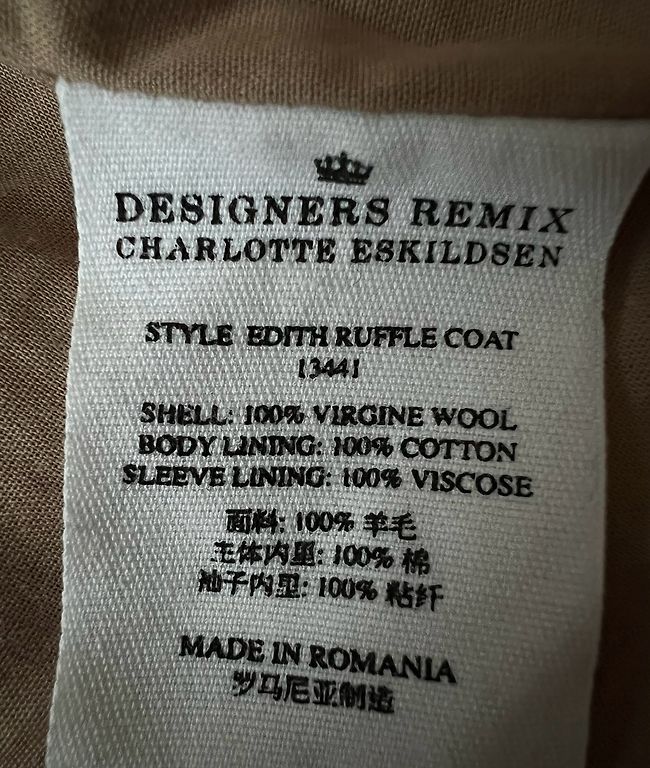 DESIGNERS REMIX
CHARLOTTE ESKILDSEN
STYLE EDITH RUFFLE COAT
13441
SHELL: 100% VIRGINE WOOL
BODY LINING: 100% COTTON
SLEEVE LINING: 100% VISCOSE
面料: 100% 羊毛
主体内里: 100% 棉
袖子内里: 100% 粘纤
MADE IN ROMANIA
罗马尼亚制造